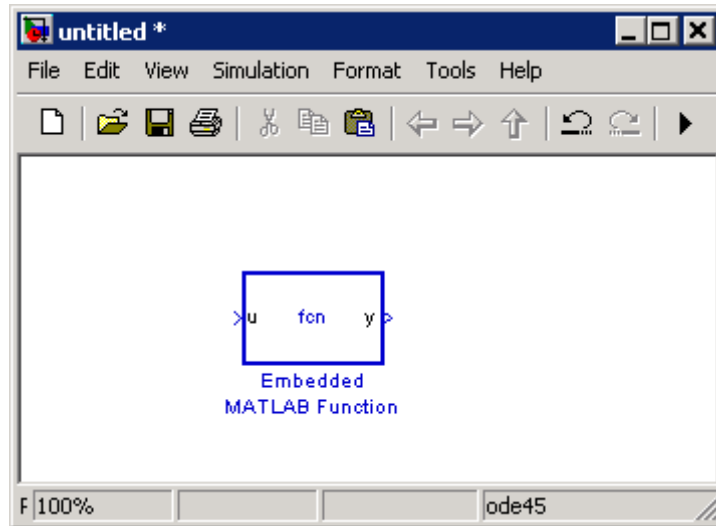 untitled *
File Edit View Simulation Format Tools Help
u fcn y
Embedded
MATLAB Function
F 100% ode45